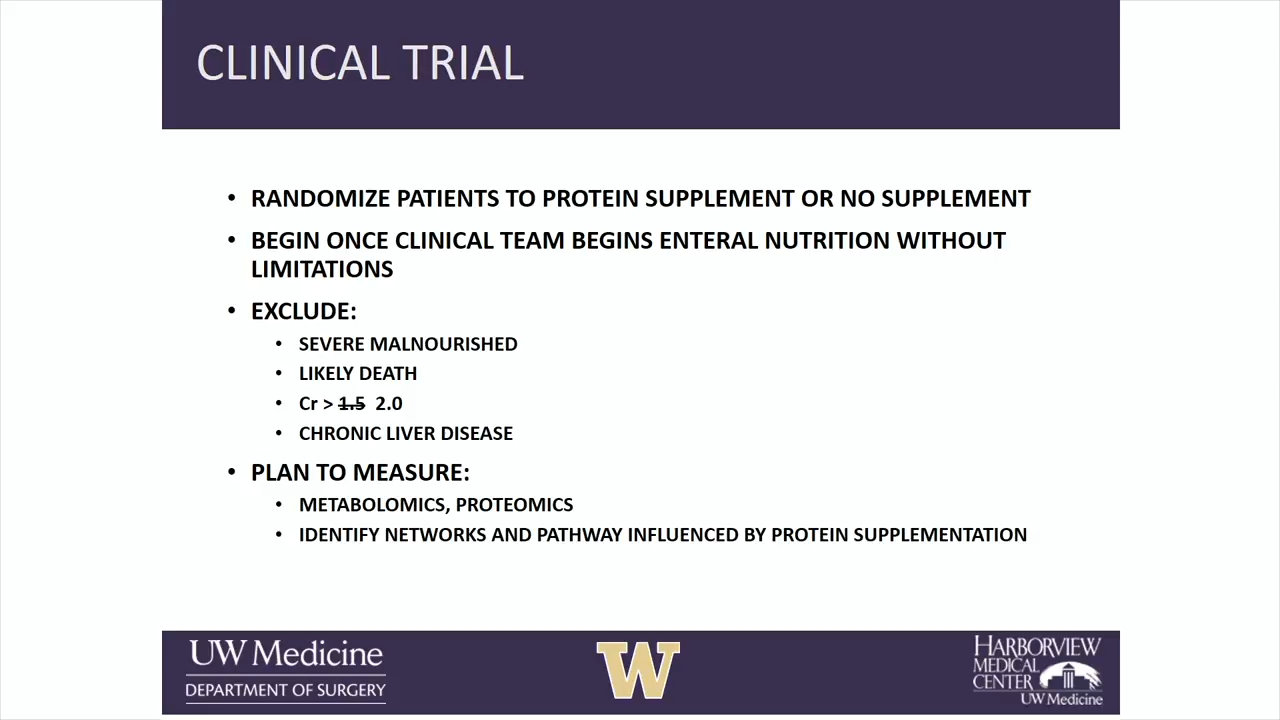 CLINICAL TRIAL
• RANDOMIZE PATIENTS TO PROTEIN SUPPLEMENT OR NO SUPPLEMENT
• BEGIN ONCE CLINICAL TEAM BEGINS ENTERAL NUTRITION WITHOUT
LIMITATIONS
• EXCLUDE:
• SEVERE MALNOURISHED
• LIKELY DEATH
• Cr > 1.5 2.0
• CHRONIC LIVER DISEASE
• PLAN TO MEASURE:
• METABOLOMICS, PROTEOMICS
• IDENTIFY NETWORKS AND PATHWAY INFLUENCED BY PROTEIN SUPPLEMENTATION
UW Medicine
DEPARTMENT OF SURGERY
W
HARBORVIEW
MEDICAL
CENTER
UW Medicine